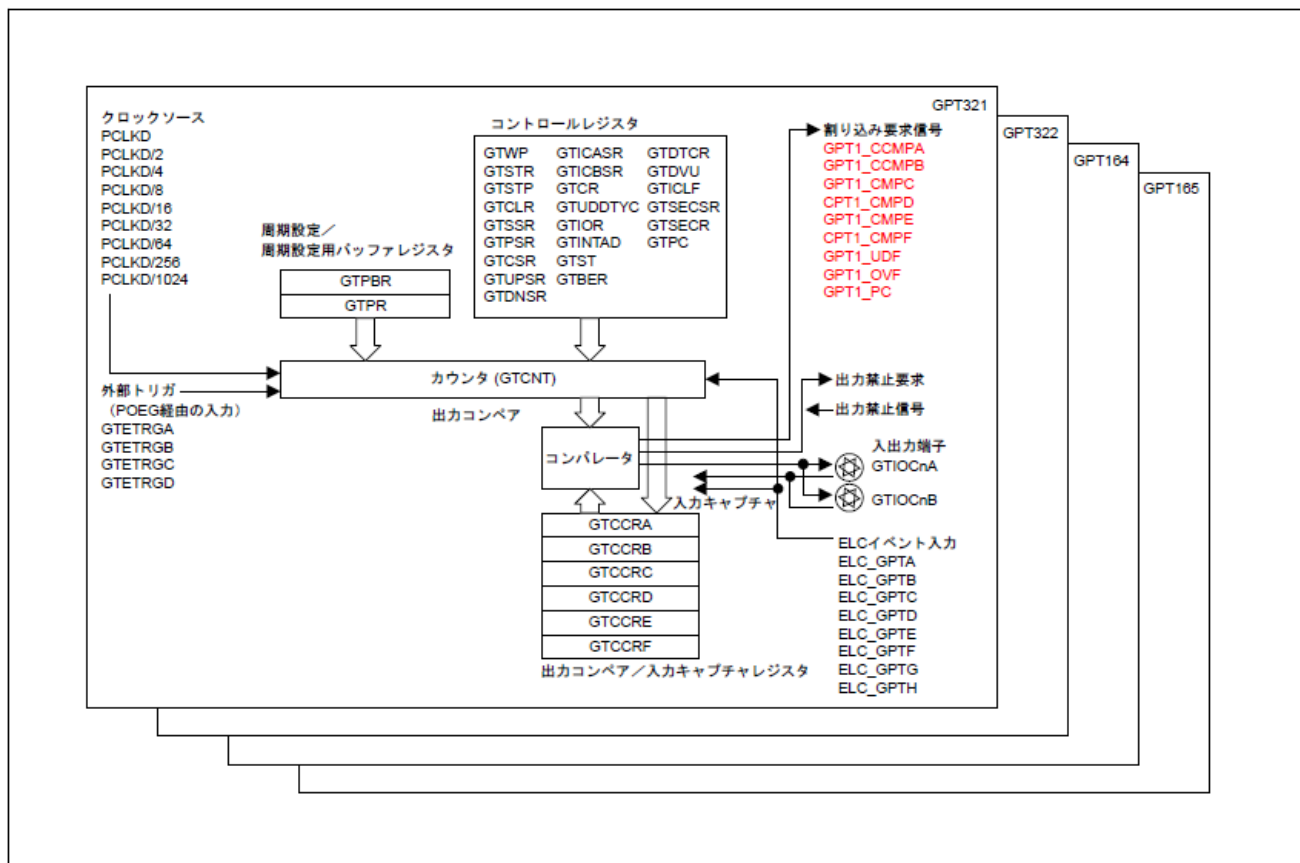 GPT321
GPT322
GPT164
GPT165
クロックソース
PCLKD
PCLKD/2
PCLKD/4
PCLKD/8
PCLKD/16
PCLKD/32
PCLKD/64
PCLKD/256
PCLKD/1024
周期設定／
周期設定用バッファレジスタ
GTPBR
GTPR
コントロールレジスタ
GTWP GTICASR GTDTCR
GTSTR GTICBSR GTDVU
GTSTP GTCR GTICLF
GTCLR GTUDDTYC GTSECSR
GTSSR GTIOR GTSECR
GTPSR GTINTAD GTPC
GTCSR GTST
GTUPSR GTBER
GTDNSR
割り込み要求信号
GPT1_CCMPA
GPT1_CCMPB
GPT1_CMPC
CPT1_CMPD
GPT1_CMPE
CPT1_CMPF
GPT1_UDF
GPT1_OVF
GPT1_PC
カウンタ (GTCNT)
外部トリガ
（POEG経由の入力）
GTETRGA
GTETRGB
GTETRGC
GTETRGD
出力コンペア
コンパレータ
出力禁止要求
出力禁止信号
入出力端子
GTIOCnA
GTIOCnB
入力キャプチャ
GTCCRA
GTCCRB
GTCCRC
GTCCRD
GTCCRE
GTCCRF
出力コンペア／入力キャプチャレジスタ
ELCイベント入力
ELC_GPTA
ELC_GPTB
ELC_GPTC
ELC_GPTD
ELC_GPTE
ELC_GPTF
ELC_GPTG
ELC_GPTH